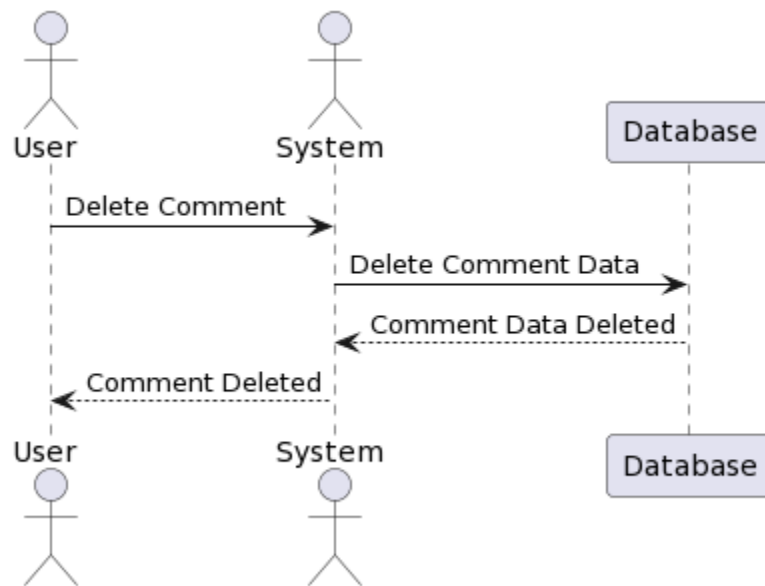 User
System
Database
Delete Comment
Delete Comment Data
Comment Data Deleted
Comment Deleted
User
System
Database